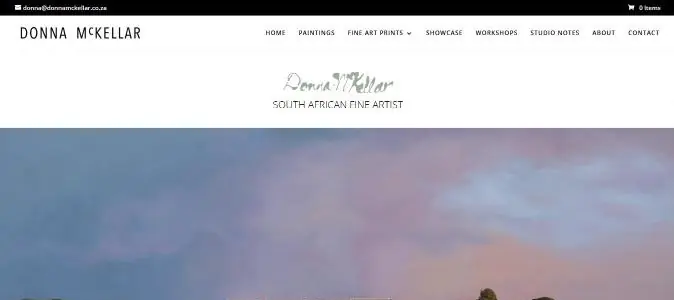 donna@donnamckellar.co.za
0 Items
DONNA McKELLAR
HOME PAINTINGS FINE ART PRINTS SHOWCASE WORKSHOPS STUDIO NOTES ABOUT CONTACT
Donna McKellar
SOUTH AFRICAN FINE ARTIST